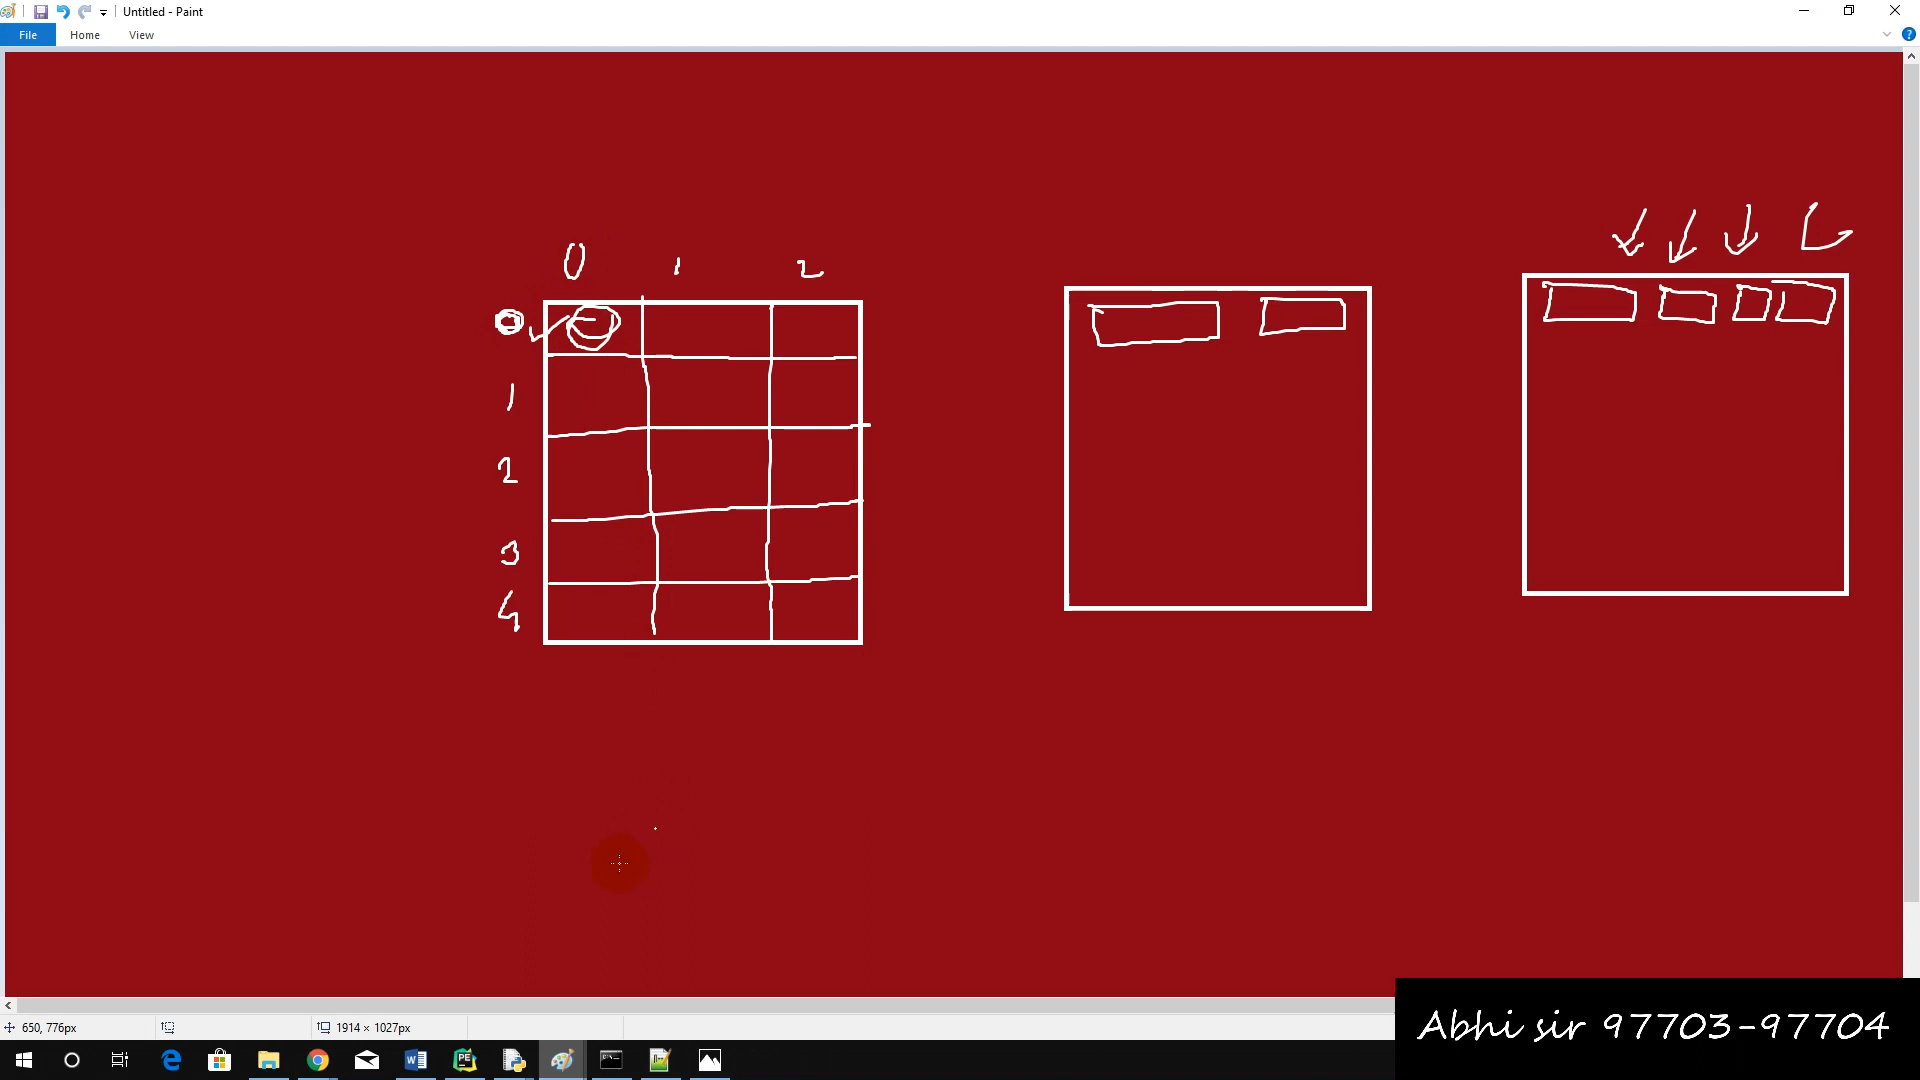 Untitled - Paint
File Home View
0 1 2
0
1
2
3
4
650, 776px 1914 × 1027px
Abhi sir 97703-97704